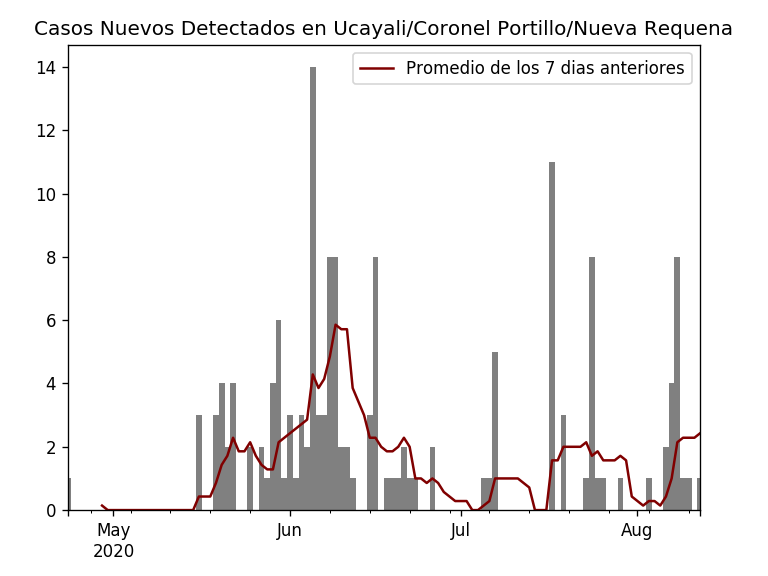 Casos Nuevos Detectados en Ucayali/Coronel Portillo/Nueva Requena
Promedio de los 7 dias anteriores
14
12
10
8
6
4
2
0
May
2020
Jun
Jul
Aug